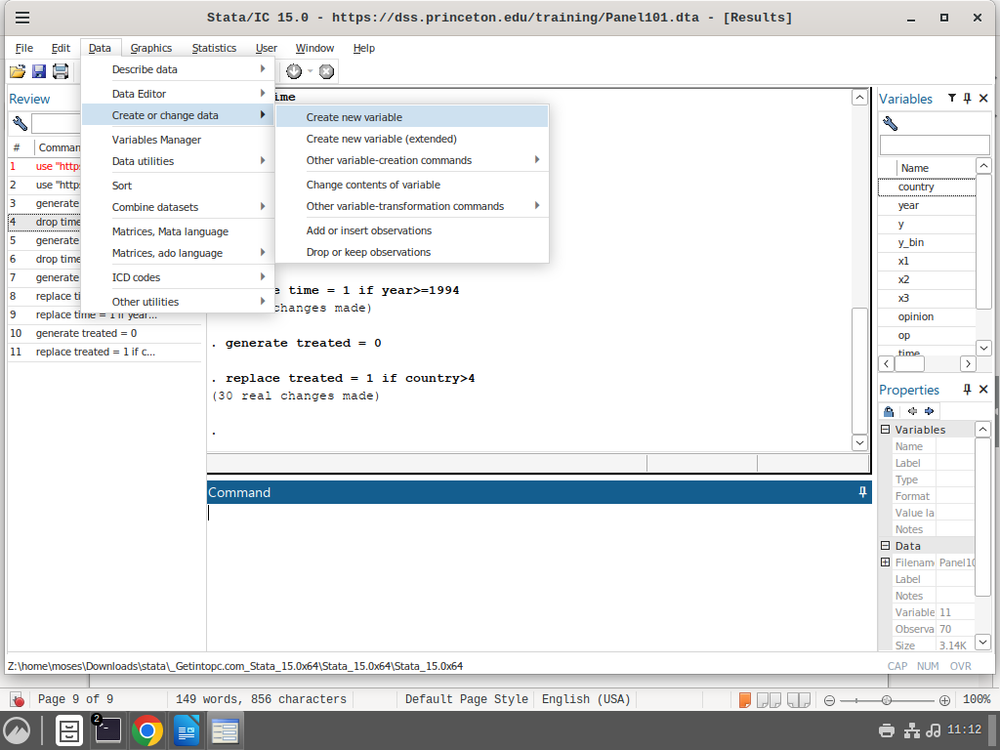 Stata/IC 15.0 - https://dss.princeton.edu/training/Panel101.dta - [Results]
File Edit Data Graphics Statistics User Window Help
Review
# Comman
1 use "http
2 use "http
3 generate
4 drop time
5 generate
6 drop time
7 generate
8 replace ti
9 replace time = 1 if year...
10 generate treated = 0
11 replace treated = 1 if c...
Describe data
Data Editor
Create or change data
Variables Manager
Data utilities
Sort
Combine datasets
Matrices, Mata language
Matrices, ado language
ICD codes
Other utilities
Create new variable
Create new variable (extended)
Other variable-creation commands
Change contents of variable
Other variable-transformation commands
Add or insert observations
Drop or keep observations
ime
e time = 1 if year>=1994
changes made)
. generate treated = 0
. replace treated = 1 if country>4
(30 real changes made)
.
Command
Variables
Name
country
year
y
y_bin
x1
x2
x3
opinion
op
time
Properties
Variables
Name
Label
Type
Format
Value la
Notes
Data
Filenam Panel10
Label
Notes
Variable 11
Observa 70
Size 3.14K
Z:\home\moses\Downloads\stata\_Getintopc.com_Stata_15.0x64\Stata_15.0x64\Stata_15.0x64
CAP NUM OVR
Page 9 of 9 149 words, 856 characters Default Page Style English (USA) 100%
2
11:12